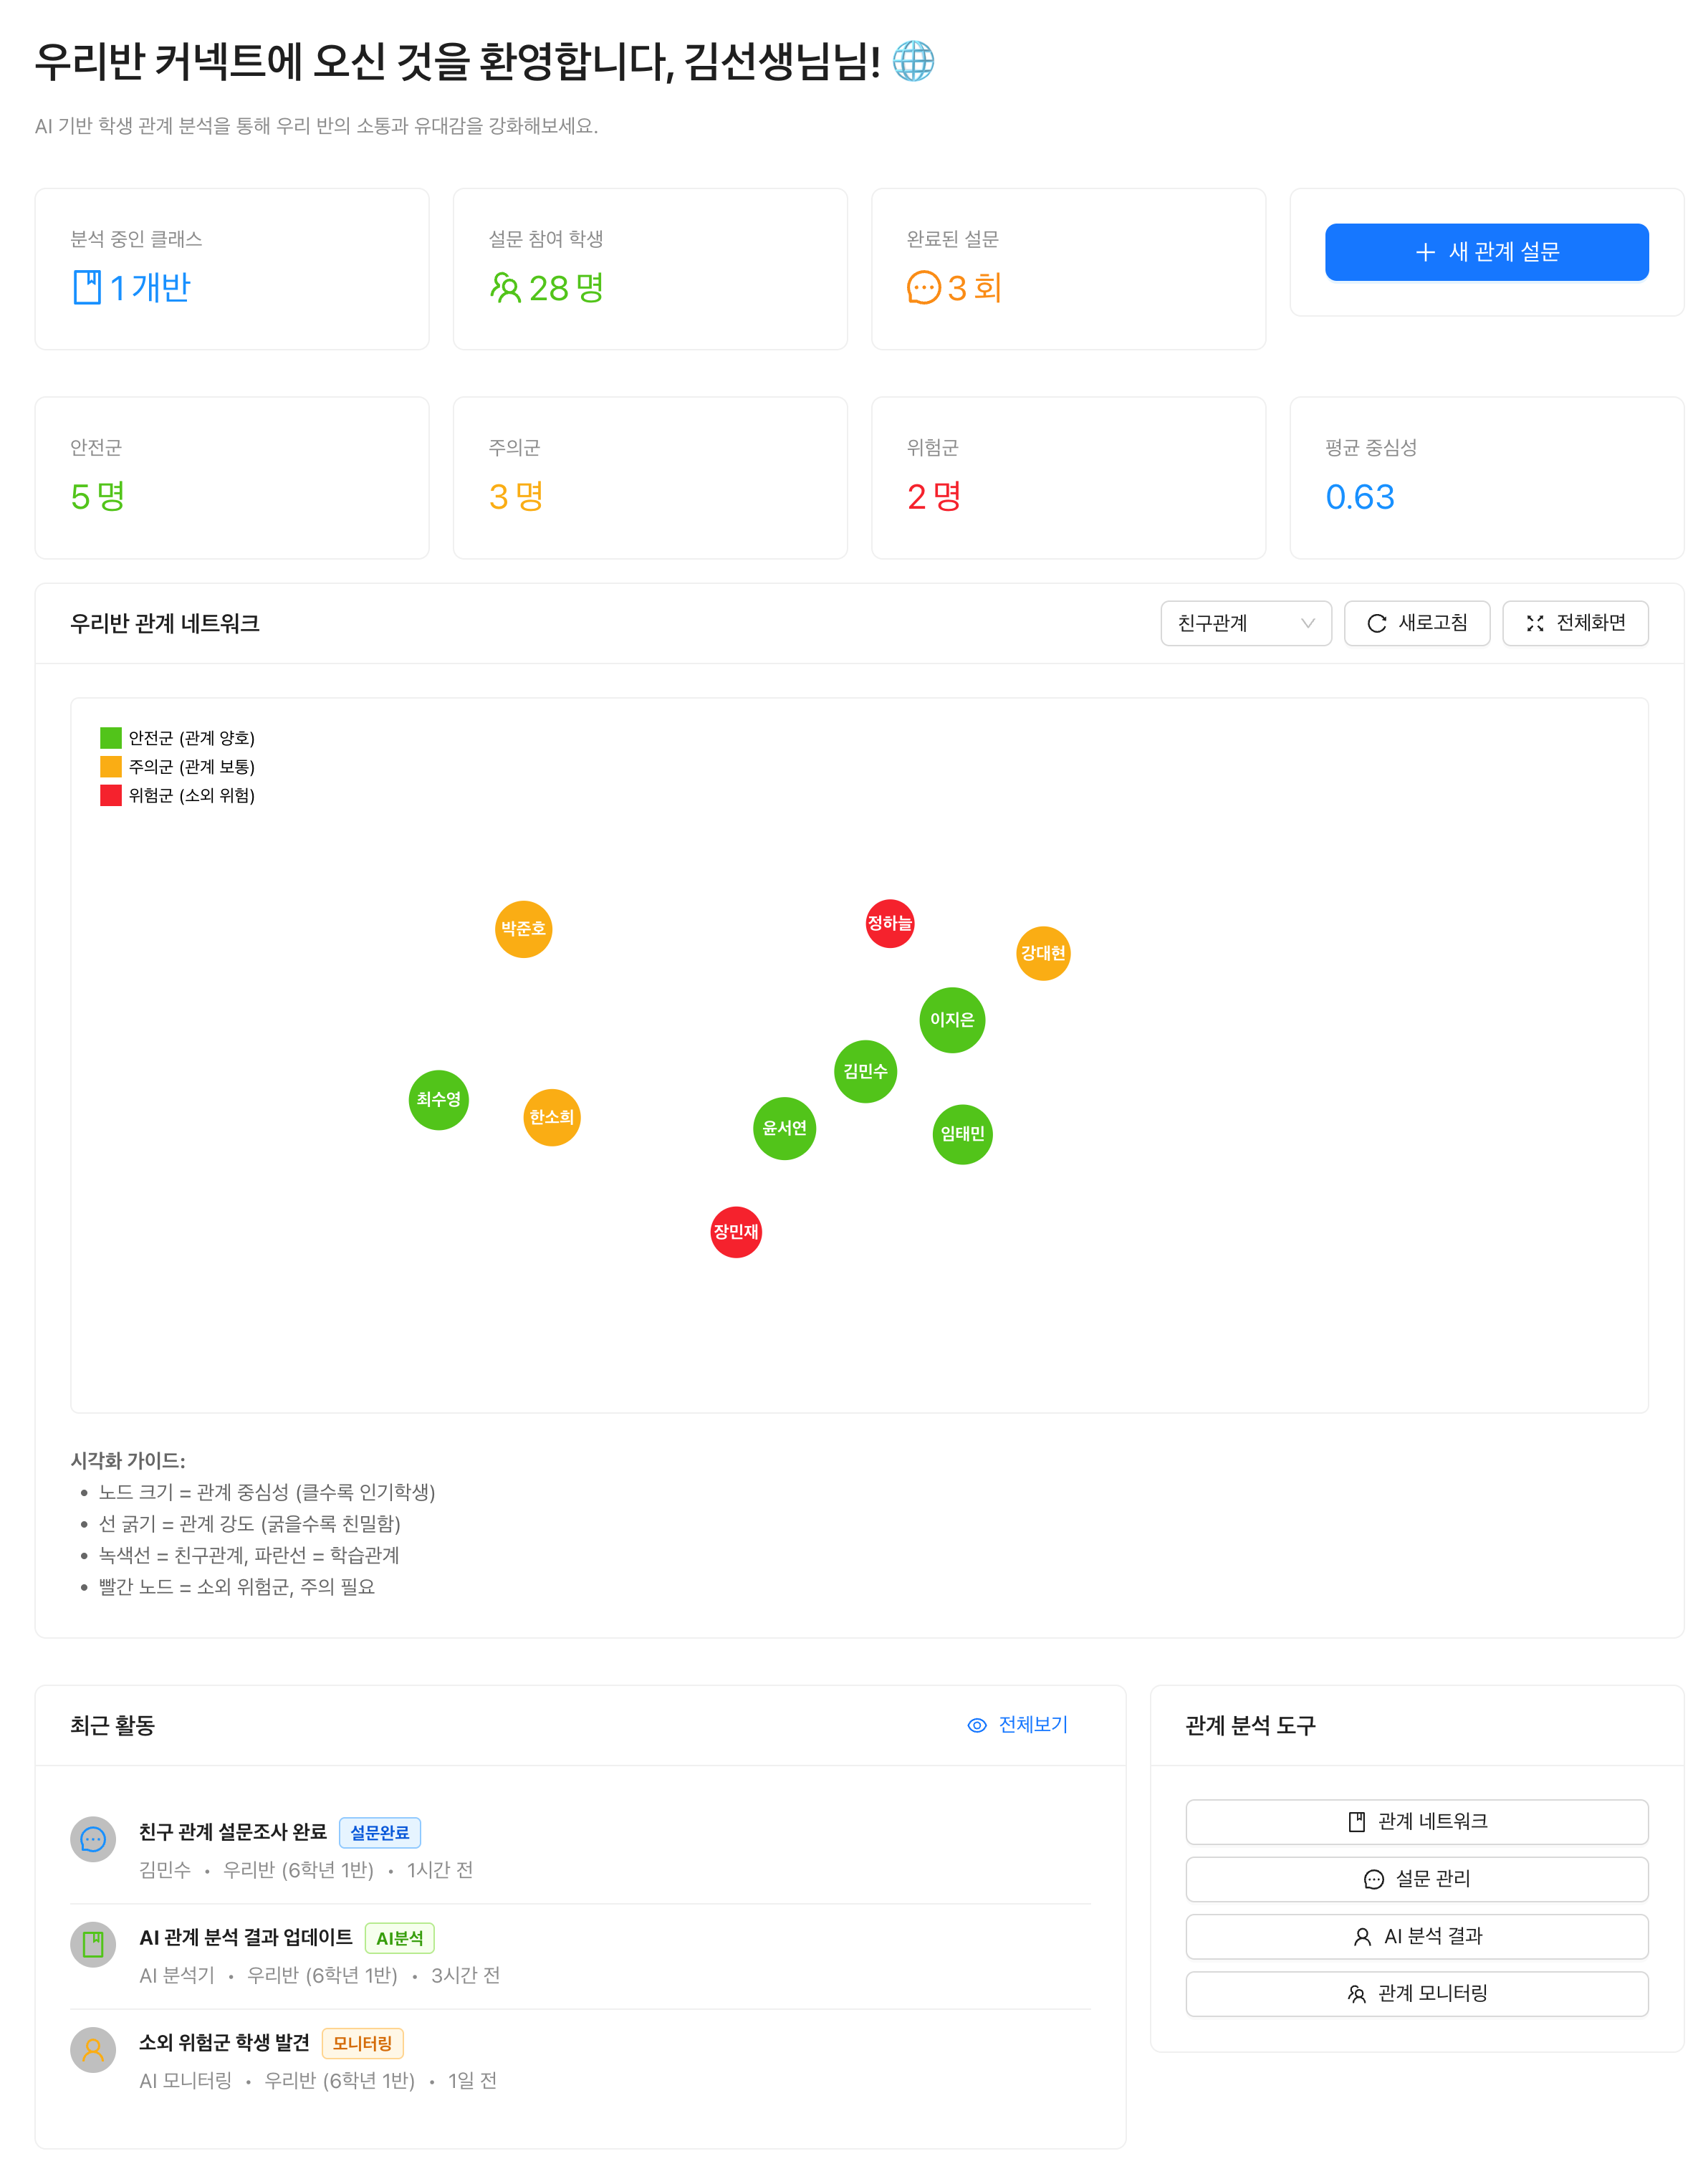 우리반 커넥트에 오신 것을 환영합니다, 김선생님님! 🌐
AI 기반 학생 관계 분석을 통해 우리 반의 소통과 유대감을 강화해보세요.
분석 중인 클래스
1 개반
설문 참여 학생
28 명
완료된 설문
3 회
+ 새 관계 설문
안전군
5 명
주의군
3 명
위험군
2 명
평균 중심성
0.63
우리반 관계 네트워크
친구관계
새로고침
전체화면
안전군 (관계 양호)
주의군 (관계 보통)
위험군 (소외 위험)
박준호
정하늘
강대현
이지은
김민수
최수영
한소희
윤서연
임태민
장민재
시각화 가이드:
• 노드 크기 = 관계 중심성 (클수록 인기학생)
• 선 굵기 = 관계 강도 (굵을수록 친밀함)
• 녹색선 = 친구관계, 파란선 = 학습관계
• 빨간 노드 = 소외 위험군, 주의 필요
최근 활동
전체보기
친구 관계 설문조사 완료 설문완료
김민수 • 우리반 (6학년 1반) • 1시간 전
AI 관계 분석 결과 업데이트 AI분석
AI 분석기 • 우리반 (6학년 1반) • 3시간 전
소외 위험군 학생 발견 모니터링
AI 모니터링 • 우리반 (6학년 1반) • 1일 전
관계 분석 도구
관계 네트워크
설문 관리
AI 분석 결과
관계 모니터링